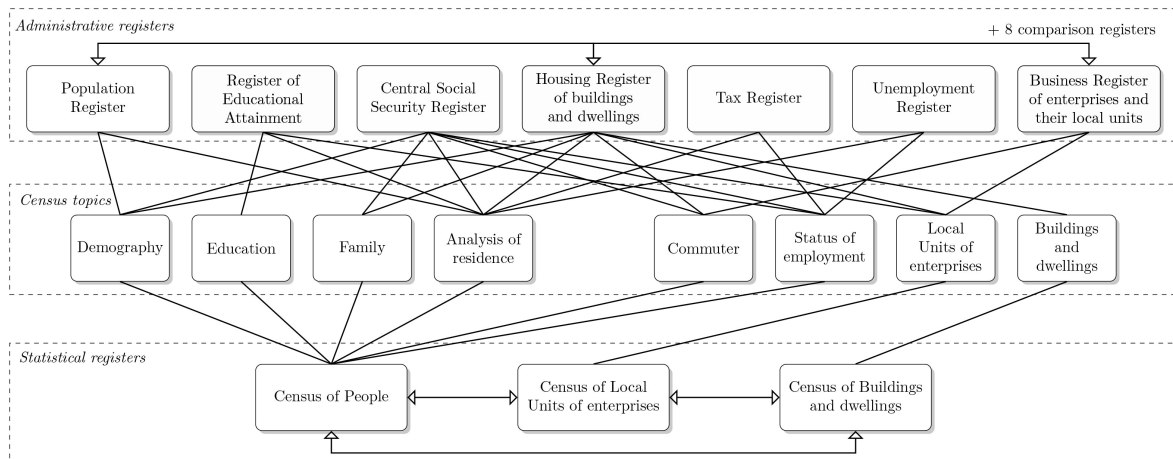 Administrative registers
+ 8 comparison registers
Population
Register
Register of
Educational
Attainment
Central Social
Security Register
Housing Register
of buildings
and dwellings
Tax Register
Unemployment
Register
Business Register
of enterprises and
their local units
Census topics
Demography
Education
Family
Analysis of
residence
Commuter
Status of
employment
Local
Units of
enterprises
Buildings
and
dwellings
Statistical registers
Census of People
Census of Local
Units of enterprises
Census of Buildings
and dwellings